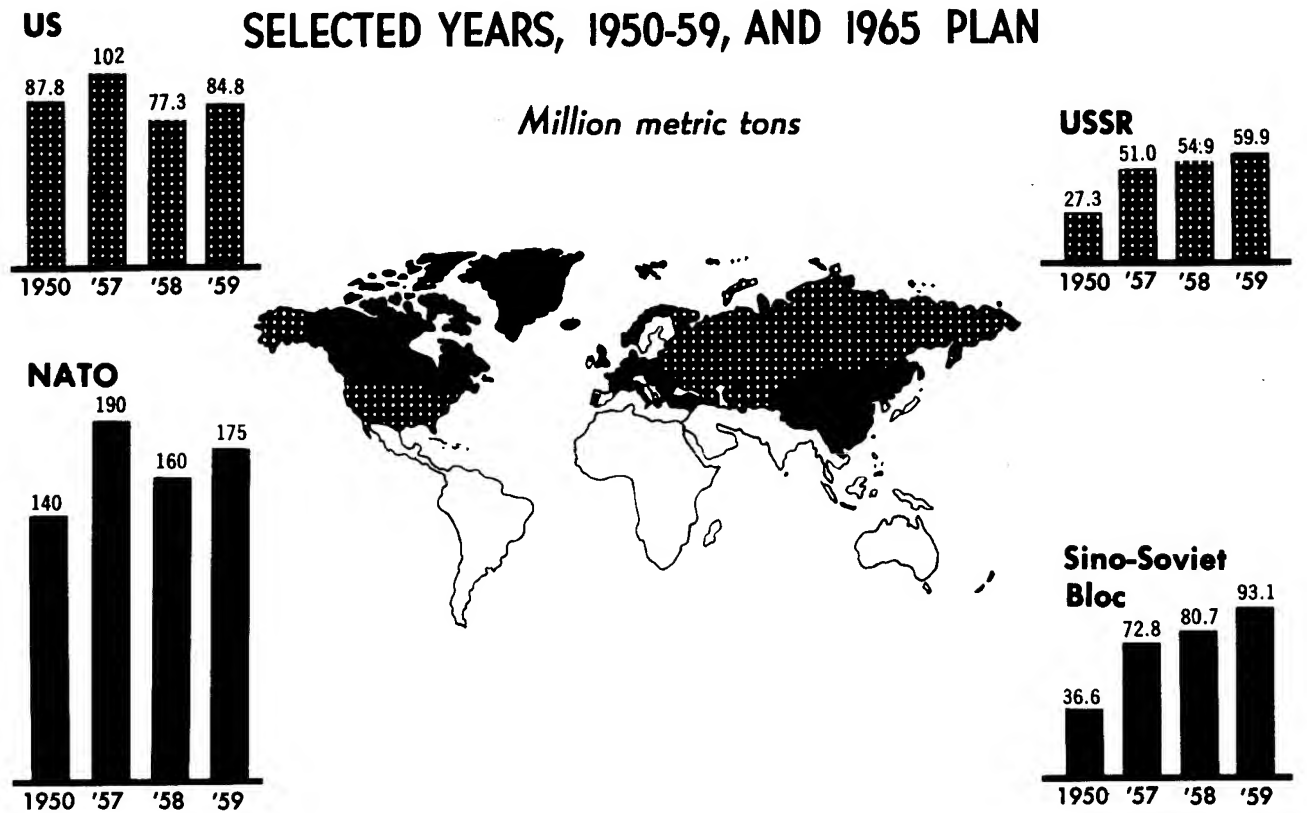 SELECTED YEARS, 1950-59, AND 1965 PLAN
Million metric tons
US
87.8 102 77.3 84.8
1950 '57 '58 '59
NATO
140 190 160 175
1950 '57 '58 '59
USSR
27.3 51.0 54.9 59.9
1950 '57 '58 '59
Sino-Soviet
Bloc
36.6 72.8 80.7 93.1
1950 '57 '58 '59